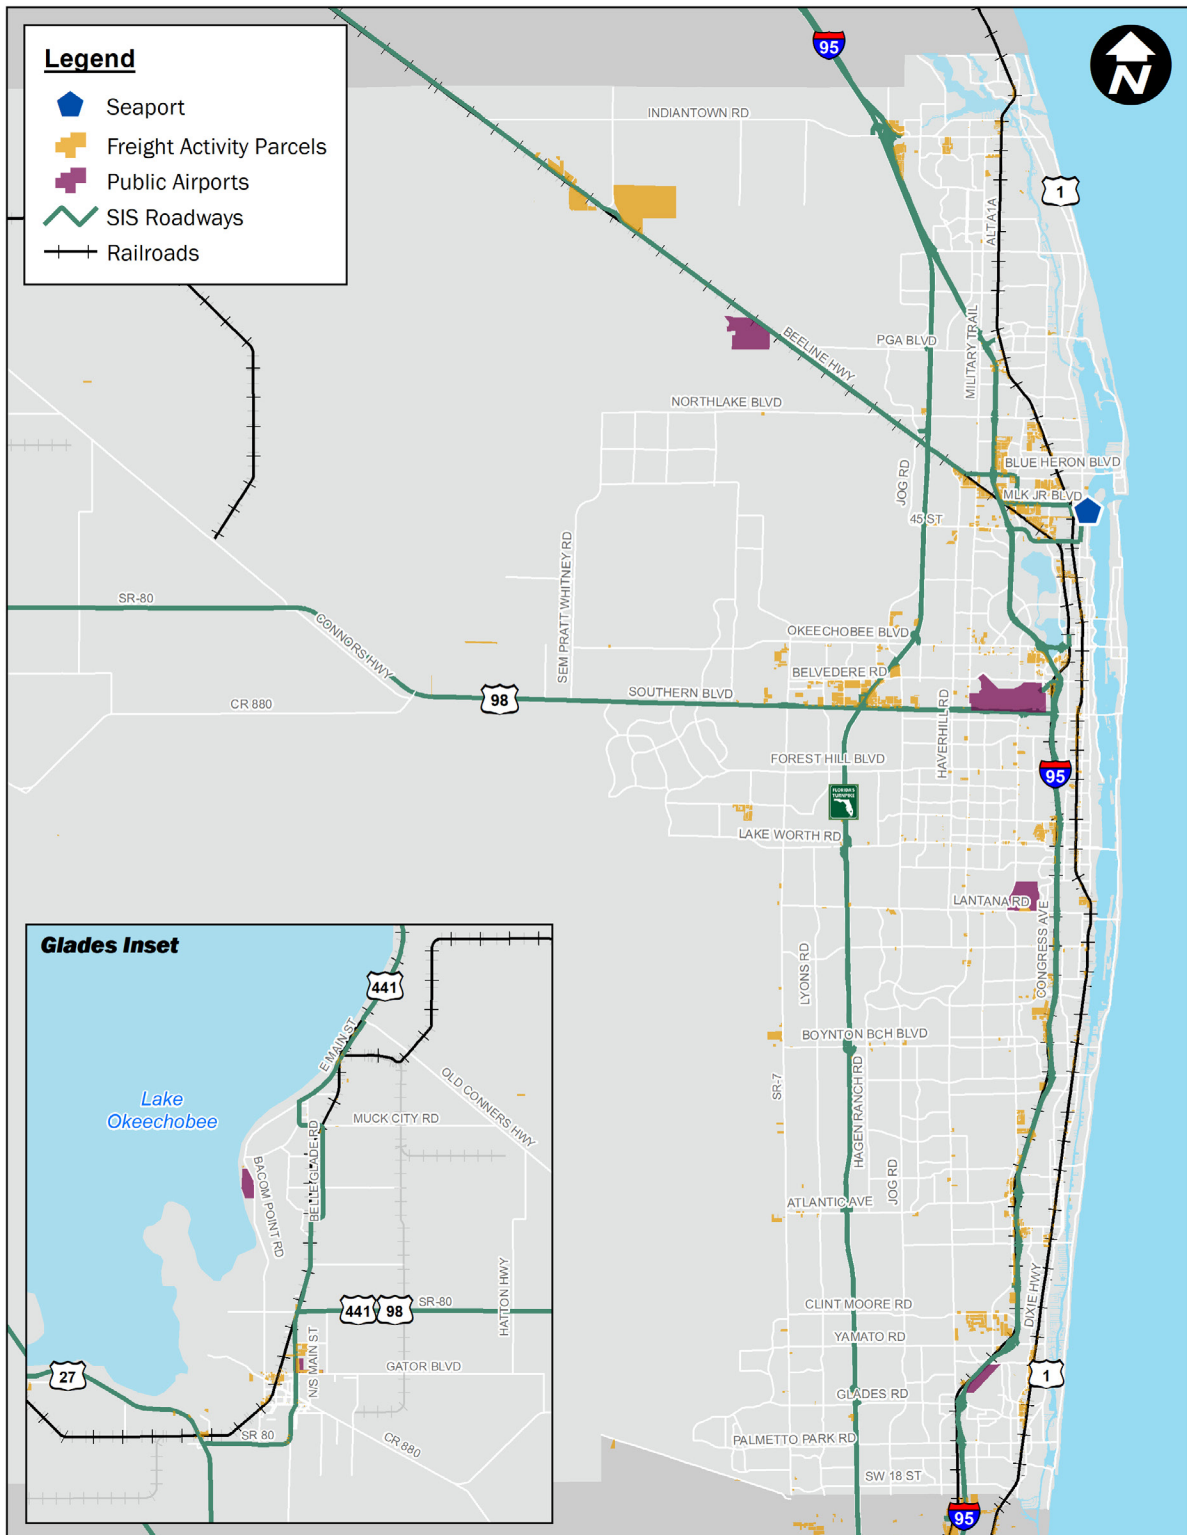 Legend
Seaport
Freight Activity Parcels
Public Airports
SIS Roadways
Railroads
95
N
INDIANTOWN RD
1
ALT A1A
MILITARY TRAIL
PGA BLVD
BEELINE HWY
NORTHLAKE BLVD
BLUE HERON BLVD
JOG RD
MLK JR BLVD
45 ST
SEM PRATT WHITNEY RD
SR-80
CONNORS HWY
OKEECHOBEE BLVD
BELVEDERE RD
98
SOUTHERN BLVD
CR 880
HAVERHILL RD
FOREST HILL BLVD
95
FLORIDA'S
TURNPIKE
LAKE WORTH RD
LANTANA RD
CONGRESS AVE
LYONS RD
BOYNTON BCH BLVD
HAGEN RANCH RD
SR-7
JOG RD
ATLANTIC AVE
DIXIE HWY
CLINT MOORE RD
YAMATO RD
1
GLADES RD
PALMETTO PARK RD
SW 18 ST
95
Glades Inset
441
E MAIN ST
OLD CONNERS HWY
Lake
Okeechobee
MUCK CITY RD
BELLE GLADE RD
BACOM POINT RD
HATTON HWY
441
98
SR-80
27
N/S MAIN ST
GATOR BLVD
SR 80
CR 880